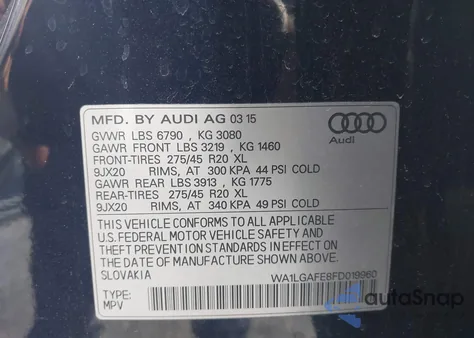 MFD. BY AUDI AG 03 15
GVWR LBS 6790 , KG 3080
GAWR FRONT LBS 3219 , KG 1460
FRONT-TIRES 275/45 R20 XL
9JX20 RIMS, AT 300 KPA 44 PSI COLD
GAWR REAR LBS 3913 , KG 1775
REAR-TIRES 275/45 R20 XL
9JX20 RIMS, AT 340 KPA 49 PSI COLD
Audi
THIS VEHICLE CONFORMS TO ALL APPLICABLE
U.S. FEDERAL MOTOR VEHICLE SAFETY AND
THEFT PREVENTION STANDARDS IN EFFECT ON
THE DATE OF MANUFACTURE SHOWN ABOVE.
SLOVAKIA
WA1LGAFE8FD019960
TYPE:
MPV
autoSnap